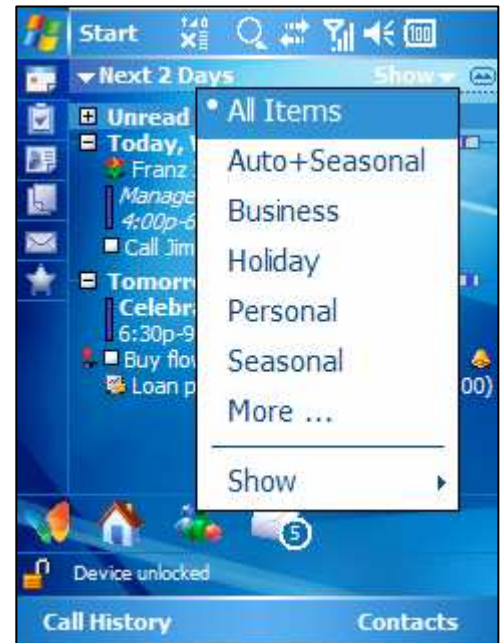 Start 100
Next 2 Days Show
Unread
All Items
Today,
Auto+Seasonal
Franz
Manage
Business
4:00p-6
Call Jim
Holiday
Tomorr
Celebr
Personal
6:30p-9
Buy flo
Seasonal
Loan p 00)
More ...
Show
5
Device unlocked
Call History Contacts